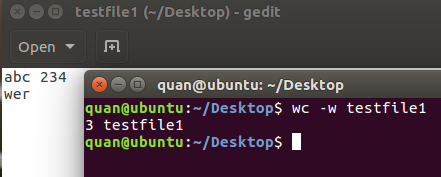 testfile1 (~/Desktop) - gedit
Open
abc 234
wer
quan@ubuntu: ~/Desktop
quan@ubuntu:~/Desktop$ wc -w testfile1
3 testfile1
quan@ubuntu:~/Desktop$